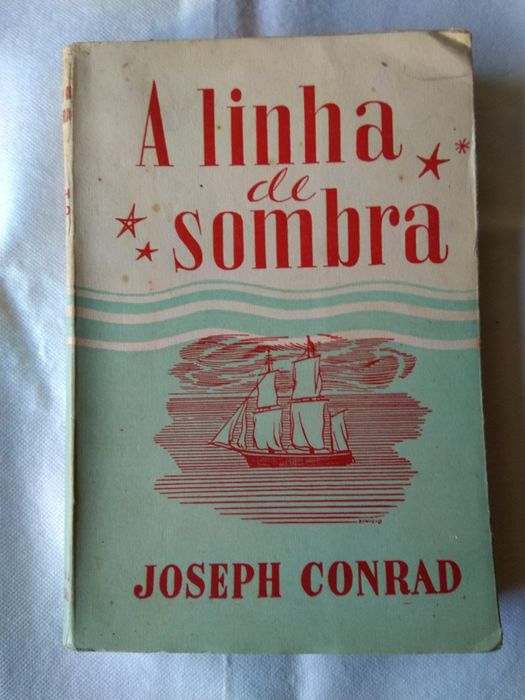 A linha
de
sombra
JOSEPH CONRAD